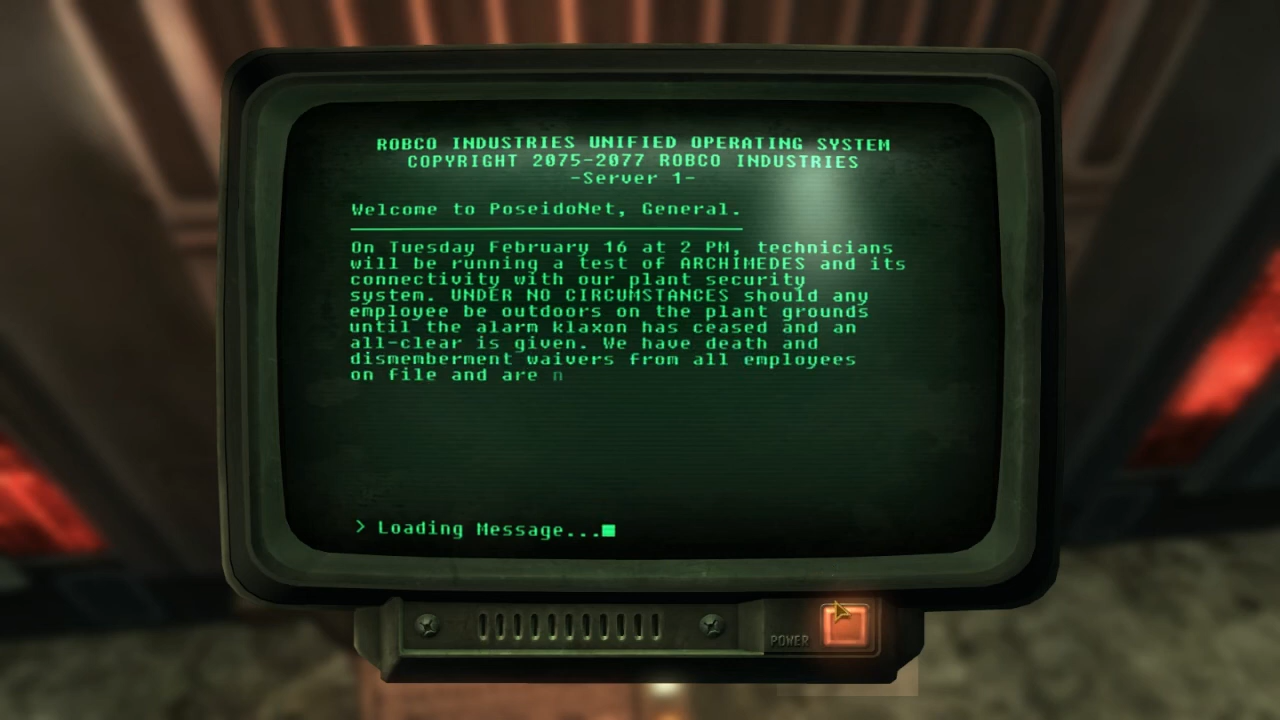 ROBCO INDUSTRIES UNIFIED OPERATING SYSTEM
COPYRIGHT 2075-2077 ROBCO INDUSTRIES
-Server 1-
Welcome to PoseidoNet, General.
On Tuesday February 16 at 2 PM, technicians
will be running a test of ARCHIMEDES and its
connectivity with our plant security
system. UNDER NO CIRCUMSTANCES should any
employee be outdoors on the plant grounds
until the alarm klaxon has ceased and an
all-clear is given. We have death and
dismemberment waivers from all employees
on file and are n
> Loading Message...
POWER